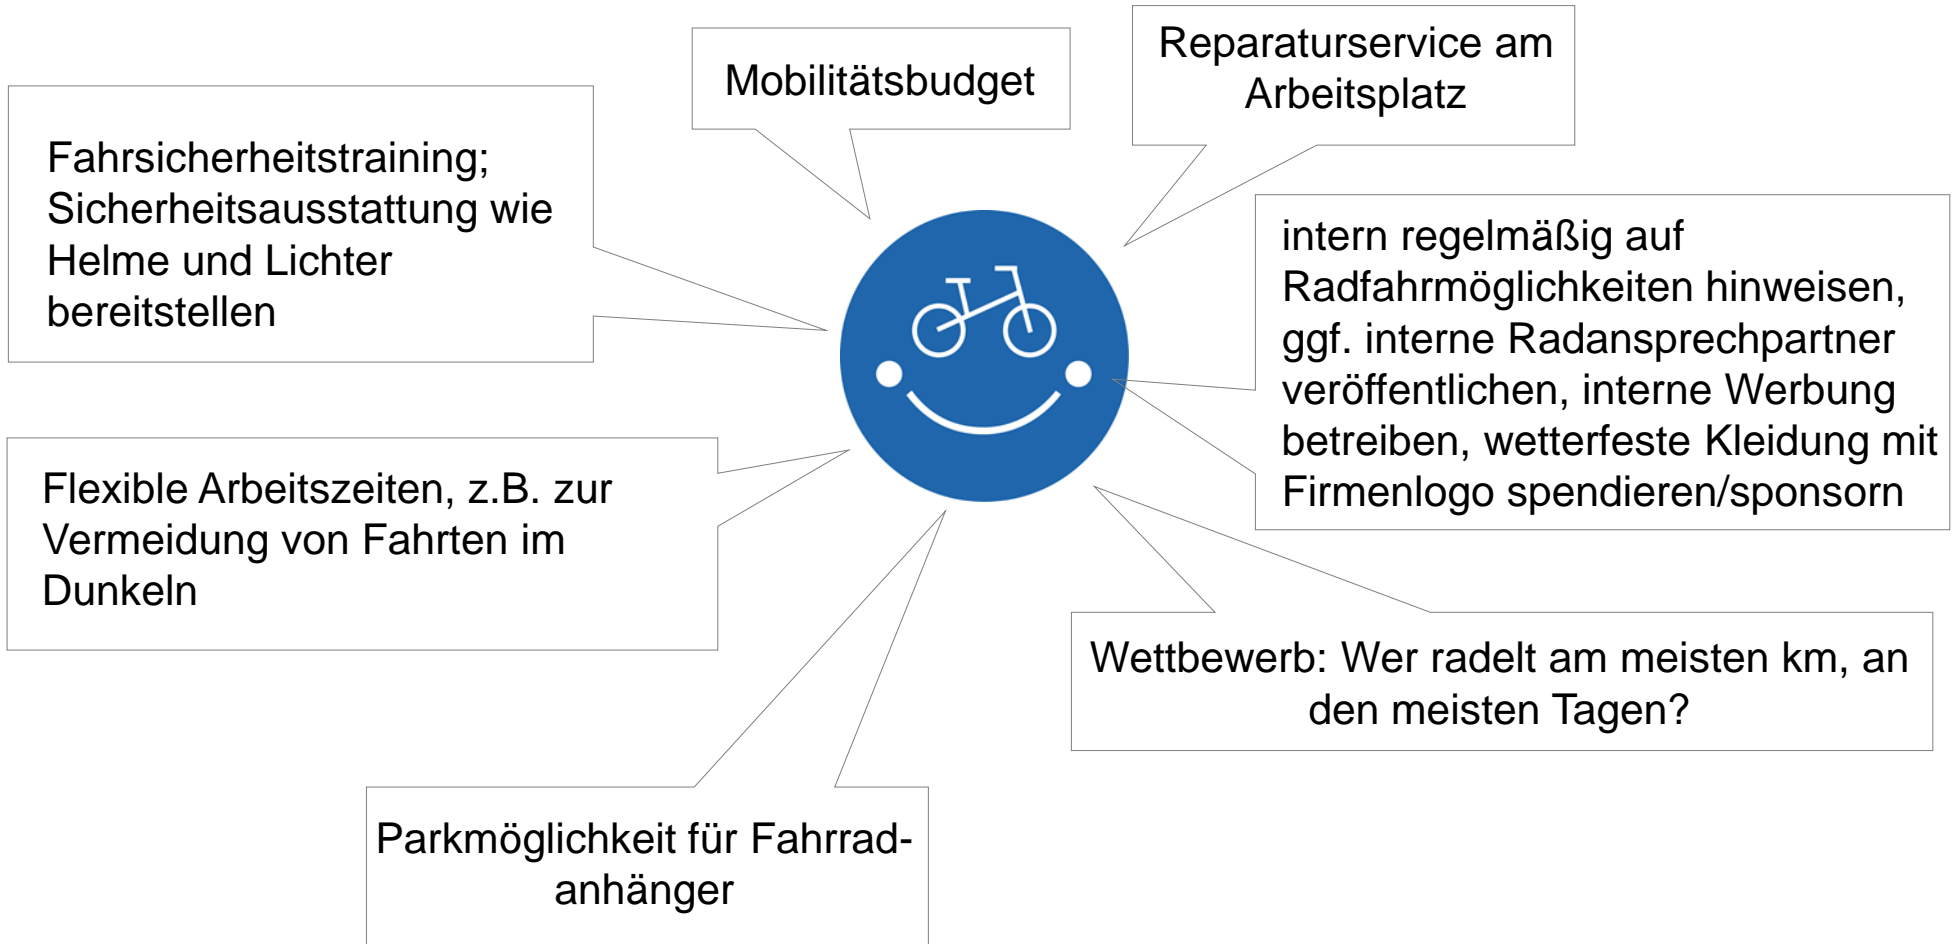 Mobilitätsbudget
Reparaturservice am
Arbeitsplatz
Fahrsicherheitstraining;
Sicherheitsausstattung wie
Helme und Lichter
bereitstellen
intern regelmäßig auf
Radfahrmöglichkeiten hinweisen,
ggf. interne Radansprechpartner
veröffentlichen, interne Werbung
betreiben, wetterfeste Kleidung mit
Firmenlogo spendieren/sponsorn
Flexible Arbeitszeiten, z.B. zur
Vermeidung von Fahrten im
Dunkeln
Wettbewerb: Wer radelt am meisten km, an
den meisten Tagen?
Parkmöglichkeit für Fahrrad-
anhänger